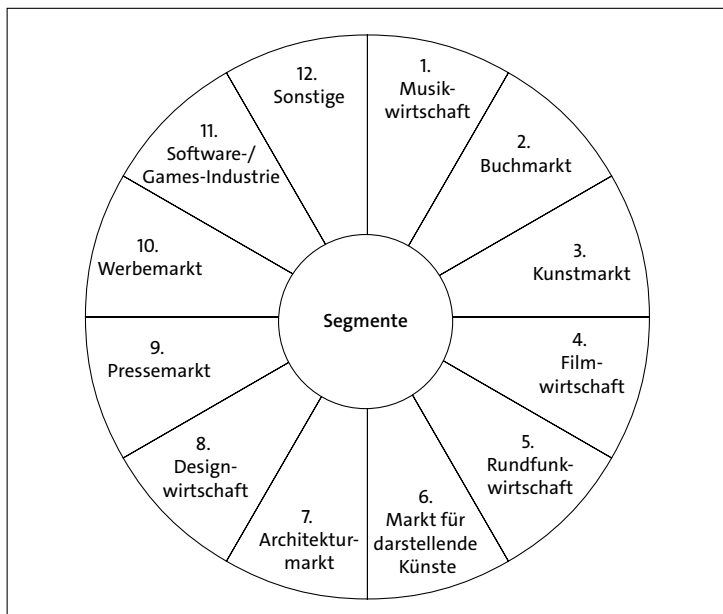 1.
Musik-
wirtschaft
2.
Buchmarkt
3.
Kunstmarkt
4.
Film-
wirtschaft
5.
Rundfunk-
wirtschaft
6.
Markt für
darstellende
Künste
7.
Architektur-
markt
8.
Design-
wirtschaft
9.
Pressemarkt
10.
Werbemarkt
11.
Software-/
Games-Industrie
12.
Sonstige
Segmente